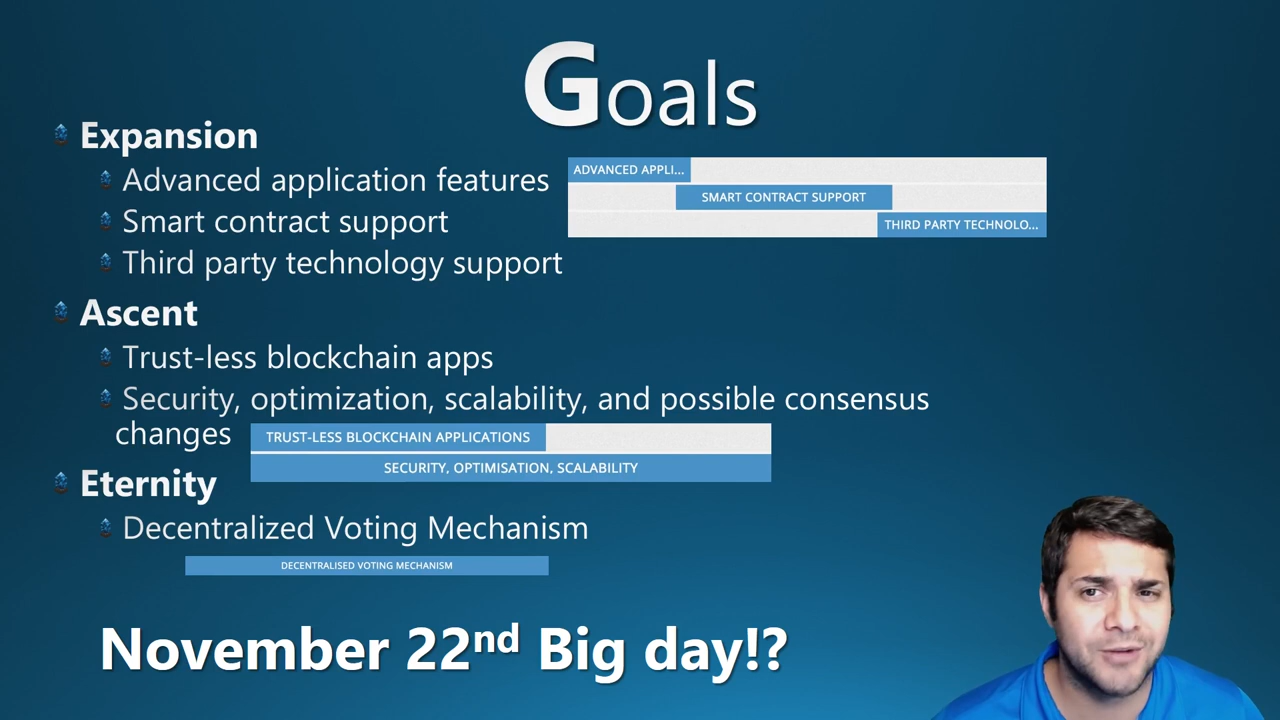 Goals
Expansion
Advanced application features
ADVANCED APPLI...
SMART CONTRACT SUPPORT
THIRD PARTY TECHNOLO...
Smart contract support
Third party technology support
Ascent
Trust-less blockchain apps
Security, optimization, scalability, and possible consensus
changes
TRUST-LESS BLOCKCHAIN APPLICATIONS
SECURITY, OPTIMISATION, SCALABILITY
Eternity
Decentralized Voting Mechanism
DECENTRALISED VOTING MECHANISM
November 22nd Big day!?